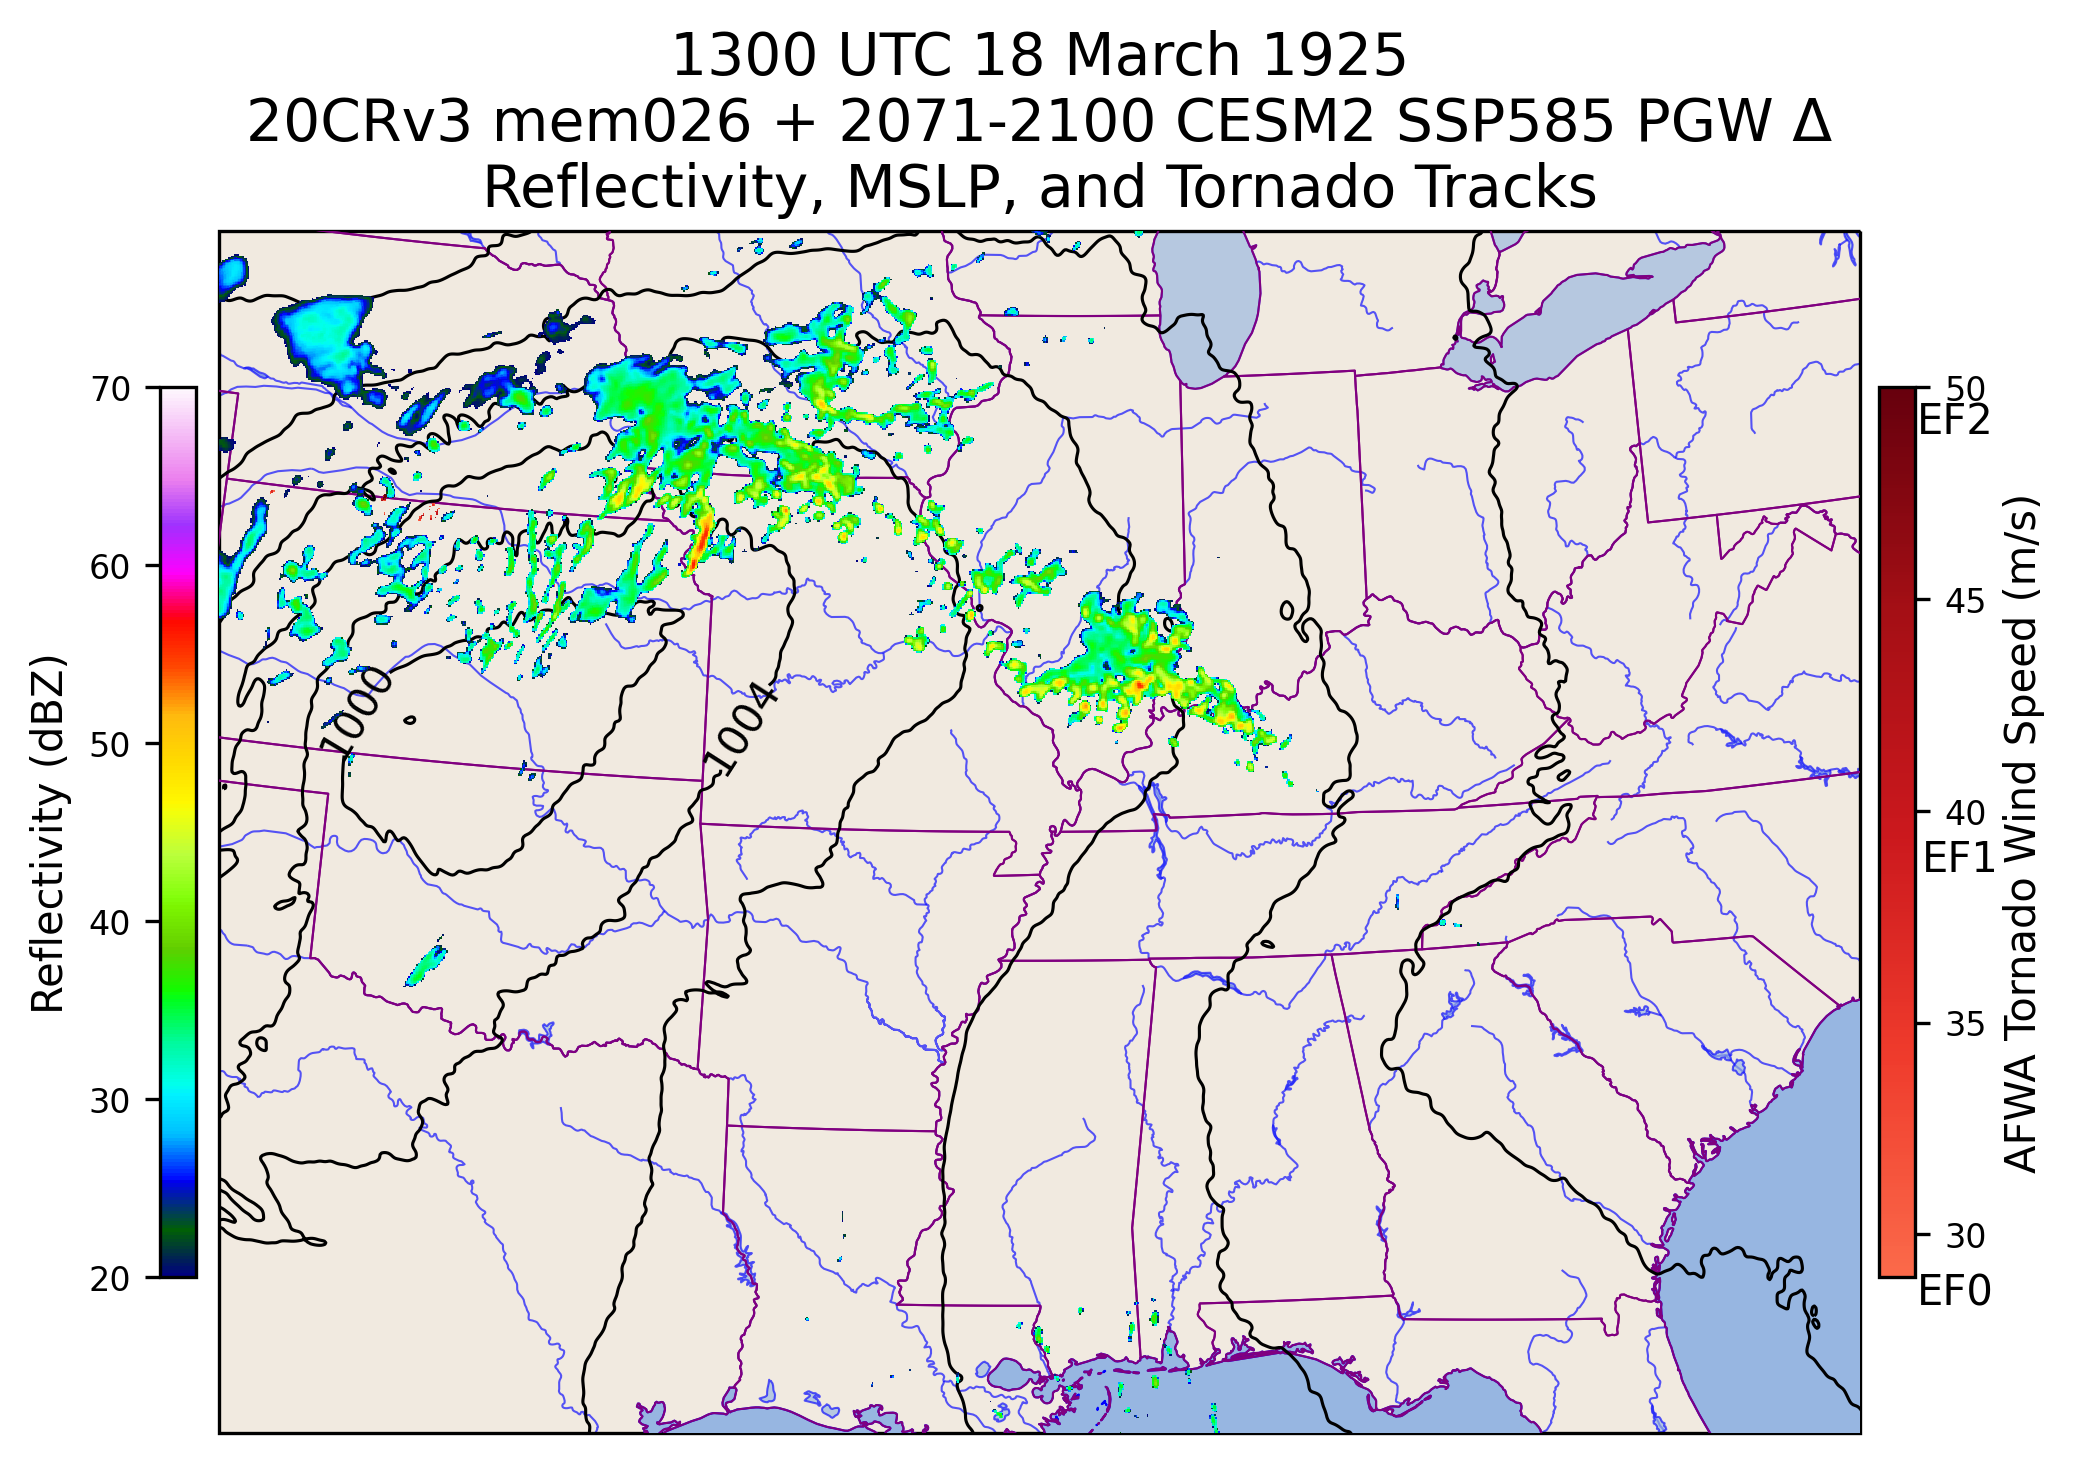 1300 UTC 18 March 1925
20CRv3 mem026 + 2071-2100 CESM2 SSP585 PGW Δ
Reflectivity, MSLP, and Tornado Tracks
70
60
50
40
30
20
Reflectivity (dBZ)
1000
1004
50
EF2
45
40
EF1
35
30
EF0
AFWA Tornado Wind Speed (m/s)